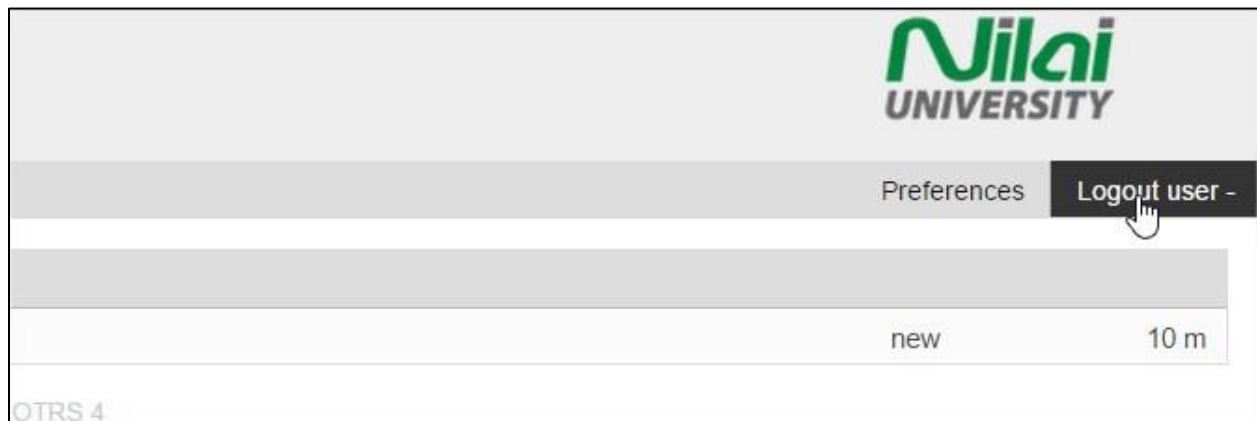 Nilai
UNIVERSITY
Preferences Logout user -
new 10 m
OTRS 4